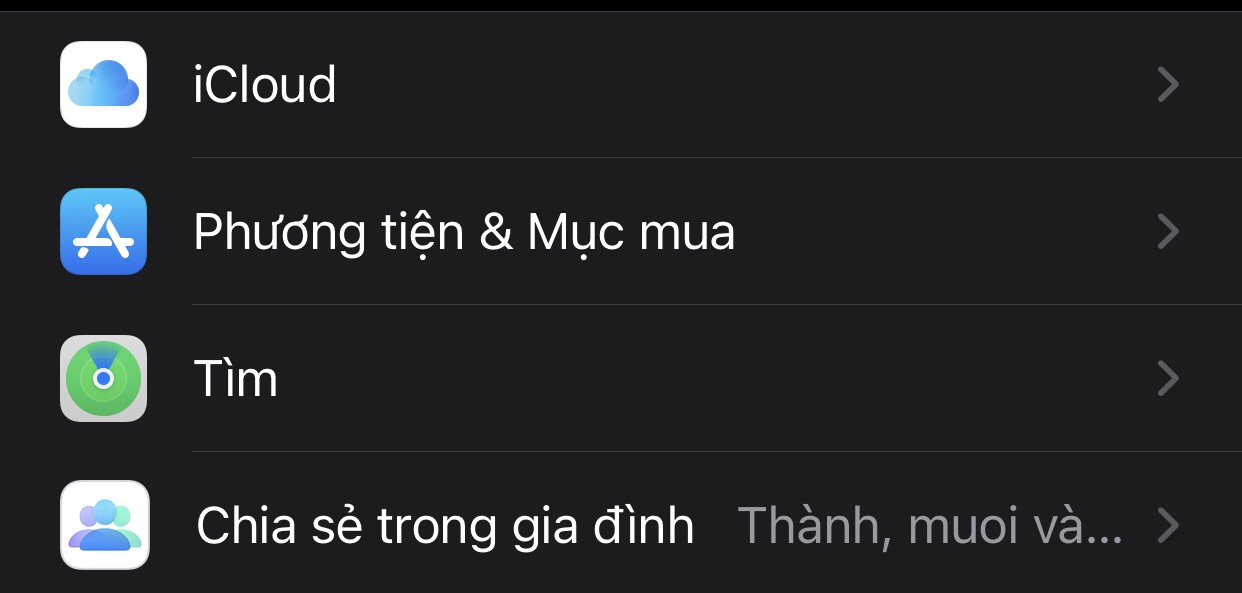 iCloud
Phương tiện & Mục mua
Tìm
Chia sẻ trong gia đình Thành, muoi và...